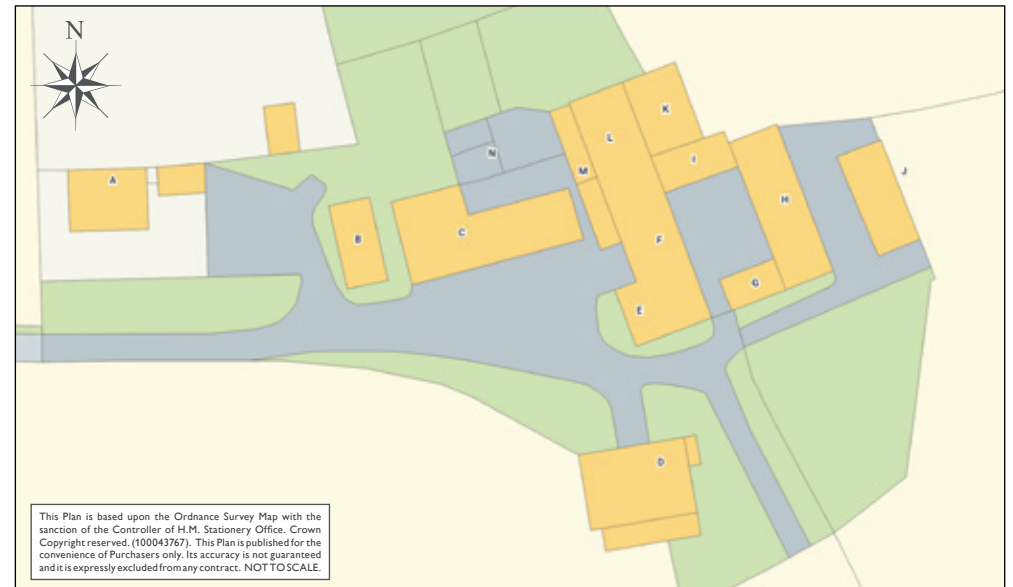 N
K
L
I
N
M
J
A
H
B
C
F
G
E
D
This Plan is based upon the Ordnance Survey Map with the
sanction of the Controller of H.M. Stationery Office. Crown
Copyright reserved. (100043767). This Plan is published for the
convenience of Purchasers only. Its accuracy is not guaranteed
and it is expressly excluded from any contract. NOT TO SCALE.